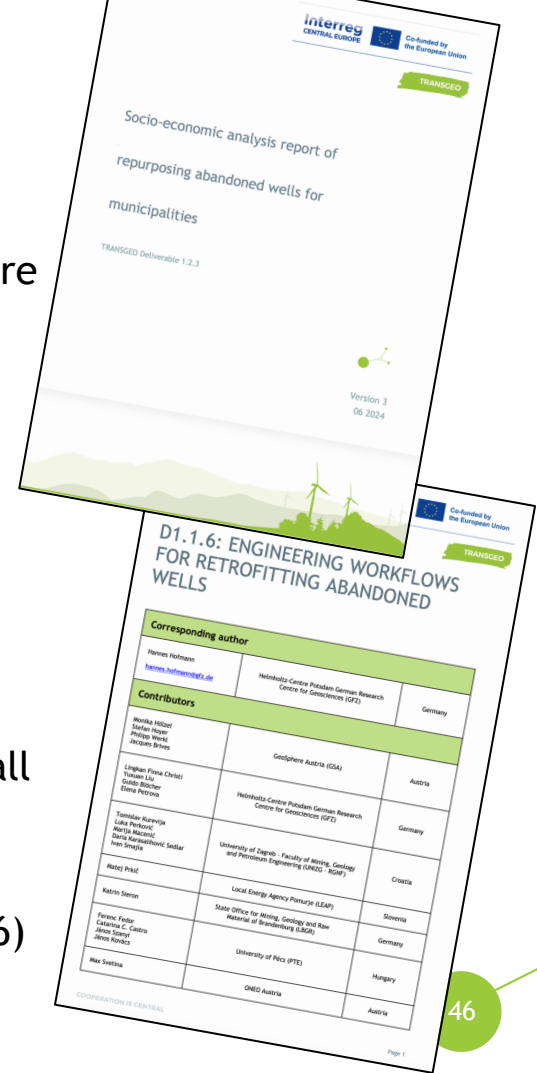 Interreg
CENTRAL EUROPE
Co-funded by
the European Union
TRANSGEO
Socio-economic analysis report of
repurposing abandoned wells for
municipalities
TRANSGEO Deliverable 1.2.3
re
Version 3
06 2024
Co-funded by
the European Union
TRANSGEO
D1.1.6: ENGINEERING WORKFLOWS
FOR RETROFITTING ABANDONED
WELLS
Corresponding author
Hannes Hofmann
hannes.hofmann@gfz.de
Helmholtz-Centre Potsdam German Research
Centre for Geosciences (GFZ)
Germany
Contributors
Monika Hölzel
Stefan Hoyer
Philipp Werkl
Jacques Brives
GeoSphere Austria (GSA)
Austria
all
Lingkan Finna Christi
Yuxuan Liu
Guido Blöcher
Elena Petrova
Helmholtz-Centre Potsdam German Research
Centre for Geosciences (GFZ)
Germany
Tomislav Kurevija
Luka Perković
Marija Macenić
Daria Karasalihović Sedlar
Ivan Smajla
University of Zagreb - Faculty of Mining, Geology
and Petroleum Engineering (UNIZG - RGNF)
Croatia
Matej Prkič
Local Energy Agency Pomurje (LEAP)
Slovenia
Katrin Sieron
State Office for Mining, Geology and Raw
Material of Brandenburg (LBGR)
Germany
6)
Ferenc Fedor
Catarina C. Castro
János Szanyi
János Kovács
University of Pécs (PTE)
Hungary
Max Svetina
ONEO Austria
Austria
COOPERATION IS CENTRAL
Page 1
46